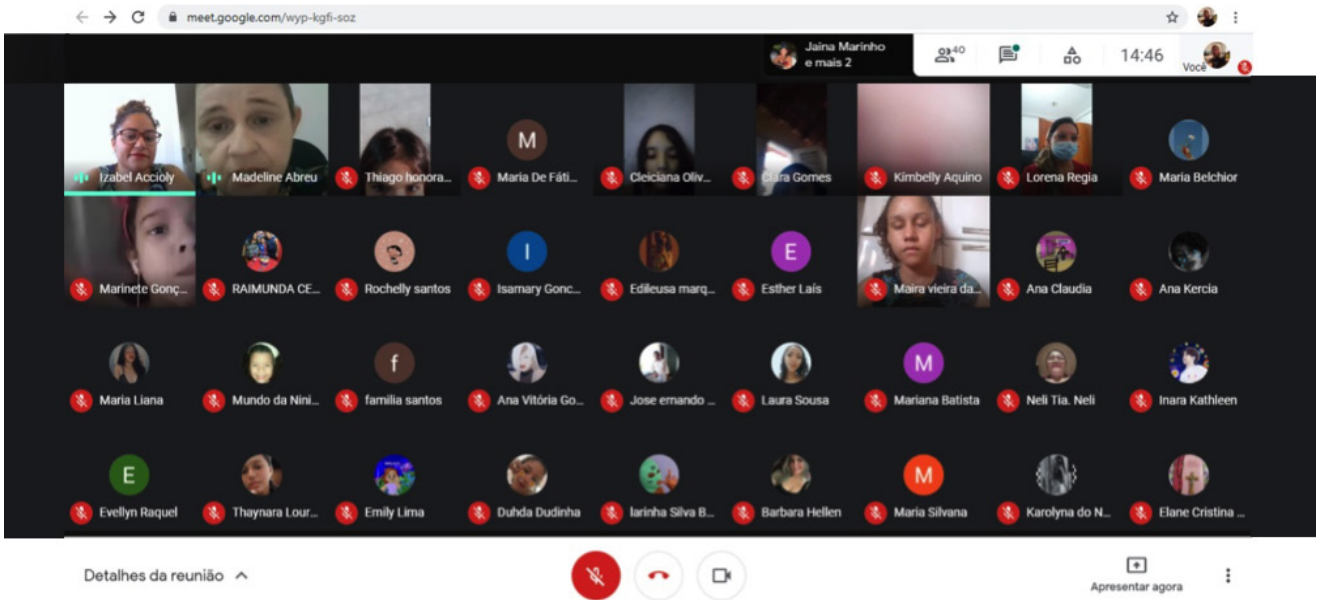 meet.google.com/wyp-kgfi-soz
Jaina Marinho
e mais 2
40
14:46
Você
Izabel Accioly
Madeline Abreu
Thiago honora...
M
Maria De Fáti...
Cleiciana Oliv...
Clara Gomes
Kimbelly Aquino
Lorena Regia
Maria Belchior
Marinete Gonç...
RAIMUNDA CE...
Rochelly santos
I
Isamary Gonc...
Edileusa marq...
E
Esther Laís
Maira vieira da...
Ana Claudia
Ana Kercia
Maria Liana
Mundo da Nini...
f
familia santos
Ana Vitória Go...
Jose ernando ...
Laura Sousa
M
Mariana Batista
Neli Tia. Neli
Inara Kathleen
E
Evellyn Raquel
Thaynara Lour...
Emily Lima
Duhda Dudinha
Iarinha Silva B...
Barbara Hellen
M
Maria Silvana
Karolyna do N...
Elane Cristina ...
Detalhes da reunião
Apresentar agora